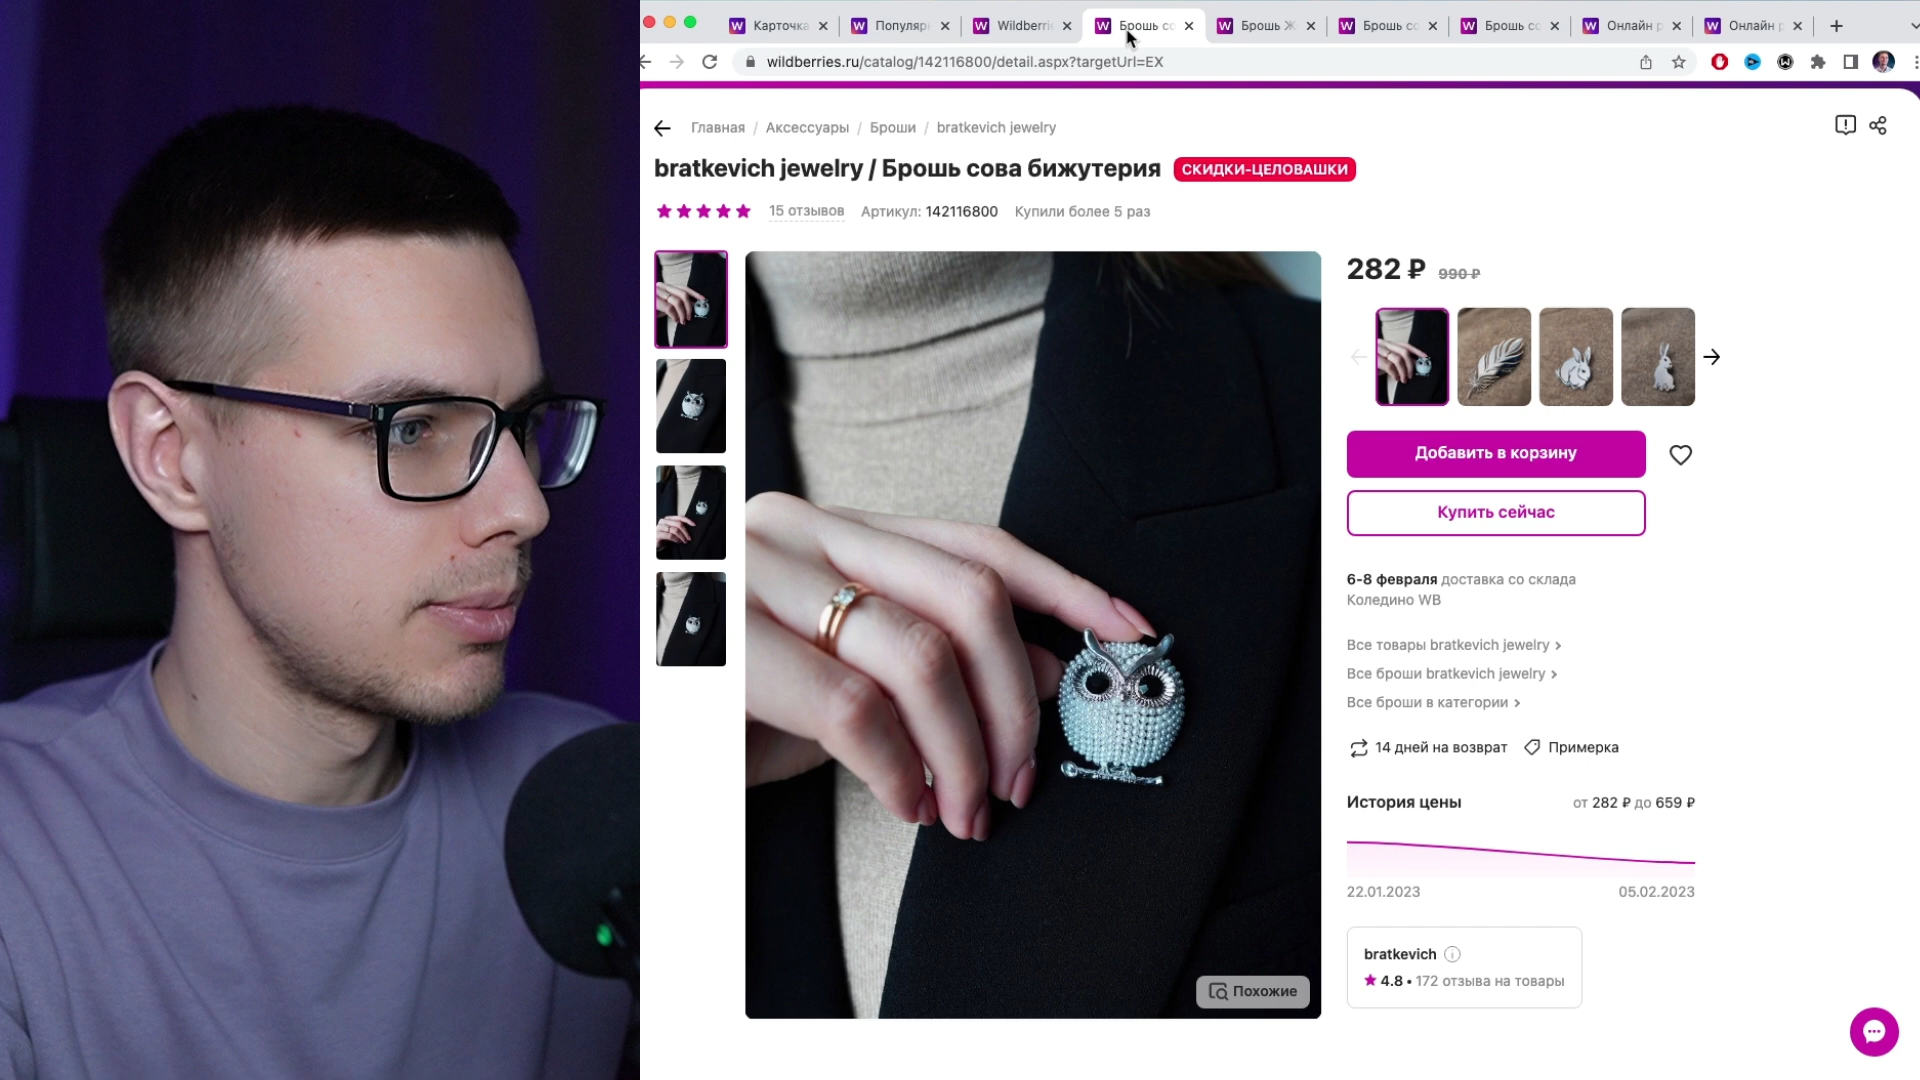 Карточка
Популярн
Wildberrie
Брошь со
Брошь Ж
Брошь со
Брошь со
Онлайн р
Онлайн р
wildberries.ru/catalog/142116800/detail.aspx?targetUrl=EX
Главная / Аксессуары / Броши / bratkevich jewelry
bratkevich jewelry / Брошь сова бижутерия СКИДКИ-ЦЕЛОВАШКИ
15 отзывов Артикул: 142116800 Купили более 5 раз
282 ₽ 990 ₽
Добавить в корзину
Купить сейчас
6-8 февраля доставка со склада
Коледино WB
Все товары bratkevich jewelry
Все броши bratkevich jewelry
Все броши в категории
14 дней на возврат Примерка
История цены от 282 ₽ до 659 ₽
22.01.2023 05.02.2023
bratkevich
4.8 • 172 отзыва на товары
Похожие